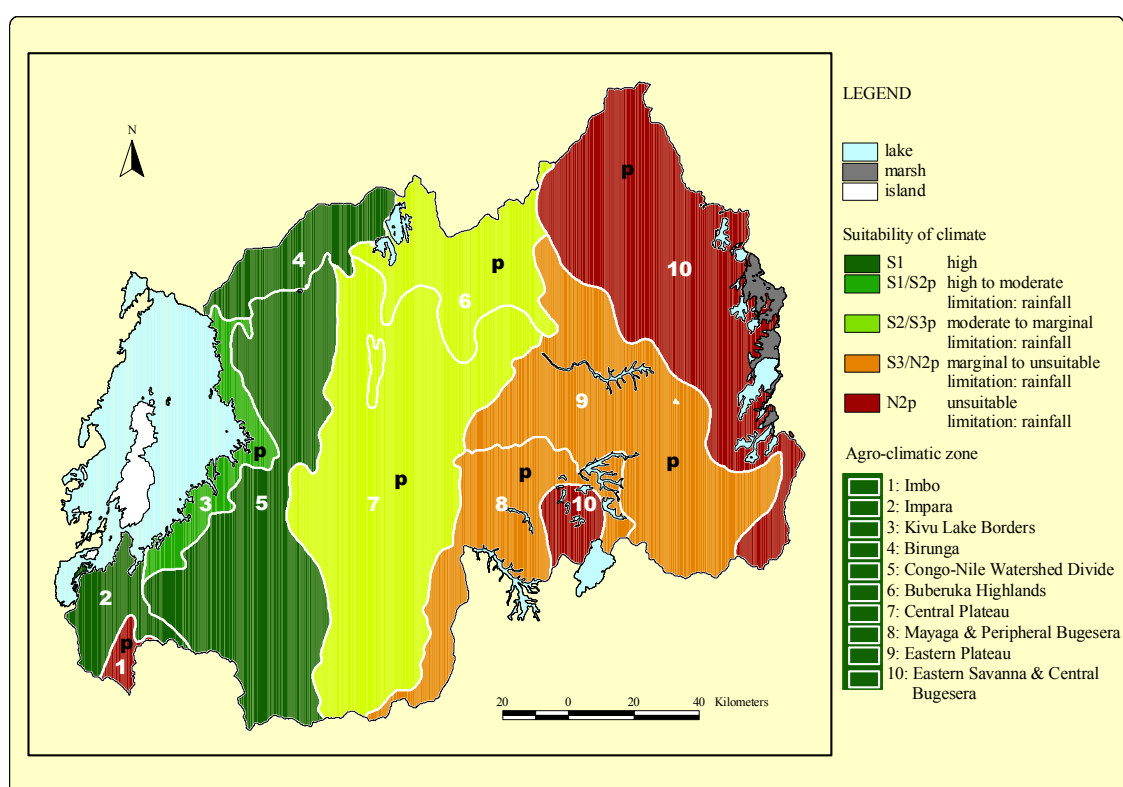 N
4
p
10
p
6
9
p
3
5
7
p
8
p
10
p
2
p
1
20 0 20 40 Kilometers
LEGEND
lake
marsh
island
Suitability of climate
S1 high
S1/S2p high to moderate
limitation: rainfall
S2/S3p moderate to marginal
limitation: rainfall
S3/N2p marginal to unsuitable
limitation: rainfall
N2p unsuitable
limitation: rainfall
Agro-climatic zone
1: Imbo
2: Impara
3: Kivu Lake Borders
4: Birunga
5: Congo-Nile Watershed Divide
6: Buberuka Highlands
7: Central Plateau
8: Mayaga & Peripheral Bugesera
9: Eastern Plateau
10: Eastern Savanna & Central
Bugesera